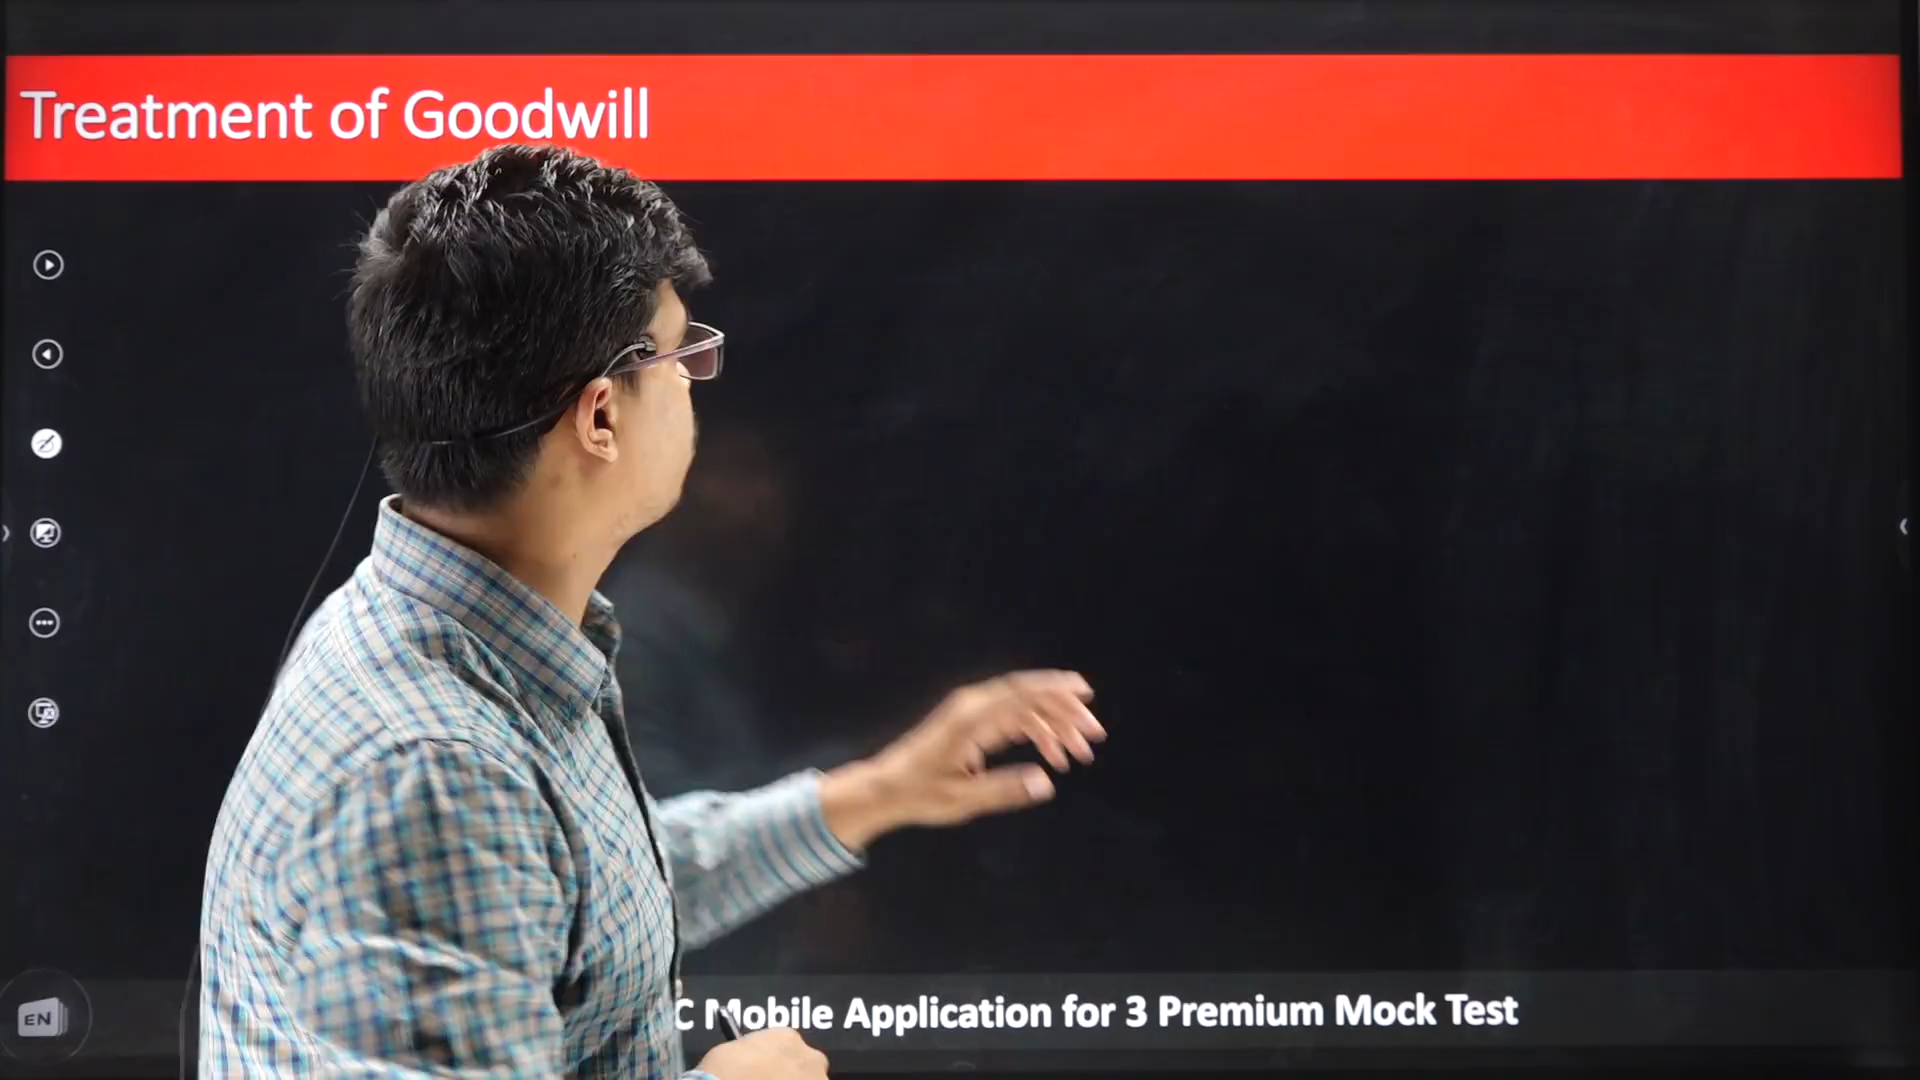 Treatment of Goodwill
C Mobile Application for 3 Premium Mock Test
EN